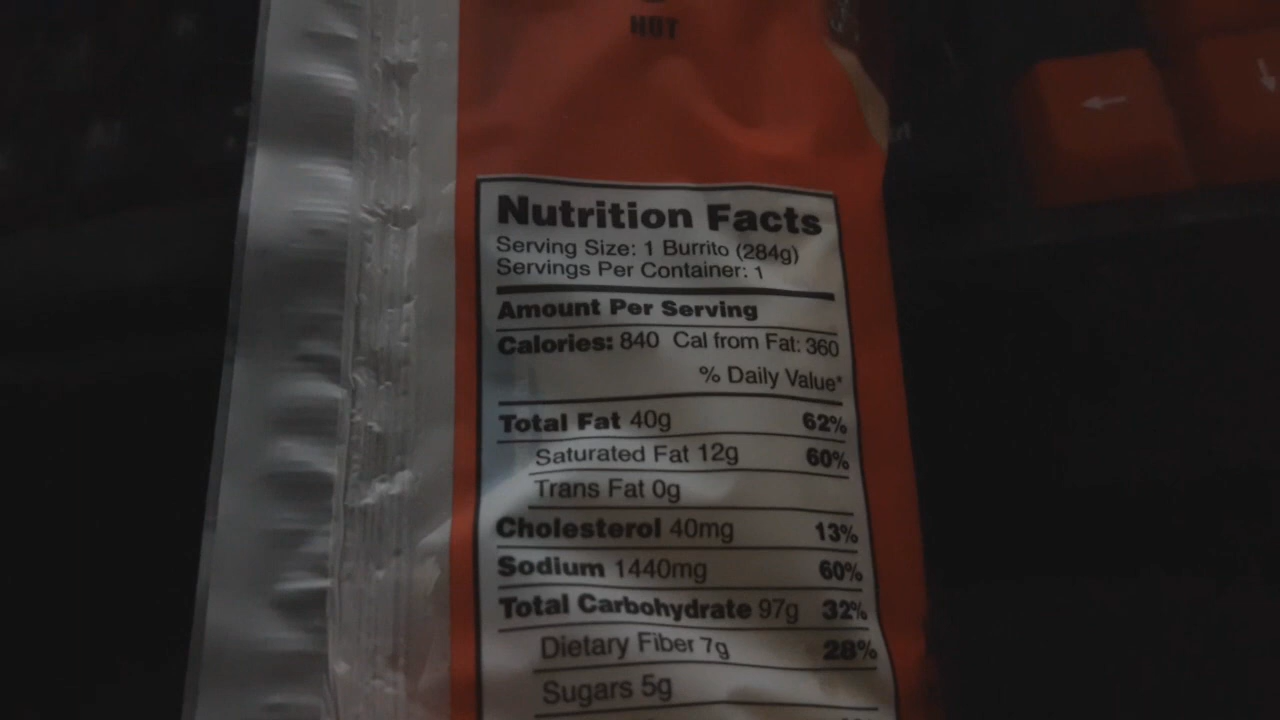 HOT
Nutrition Facts
Serving Size: 1 Burrito (284g)
Servings Per Container: 1
Amount Per Serving
Calories: 840 Cal from Fat: 360
% Daily Value*
Total Fat 40g 62%
Saturated Fat 12g 60%
Trans Fat 0g
Cholesterol 40mg 13%
Sodium 1440mg 60%
Total Carbohydrate 97g 32%
Dietary Fiber 7g 28%
Sugars 5g